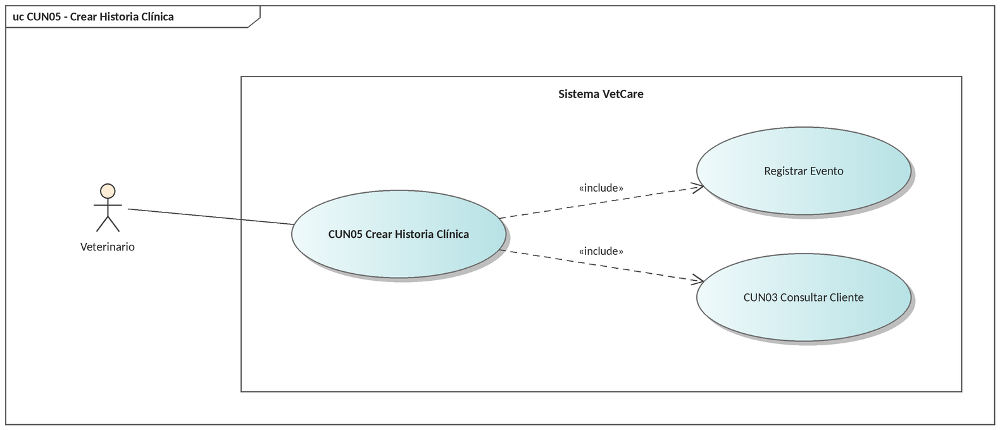 uc CUN05 - Crear Historia Clínica
Sistema VetCare
Registrar Evento
«include»
Veterinario
CUN05 Crear Historia Clínica
«include»
CUN03 Consultar Cliente